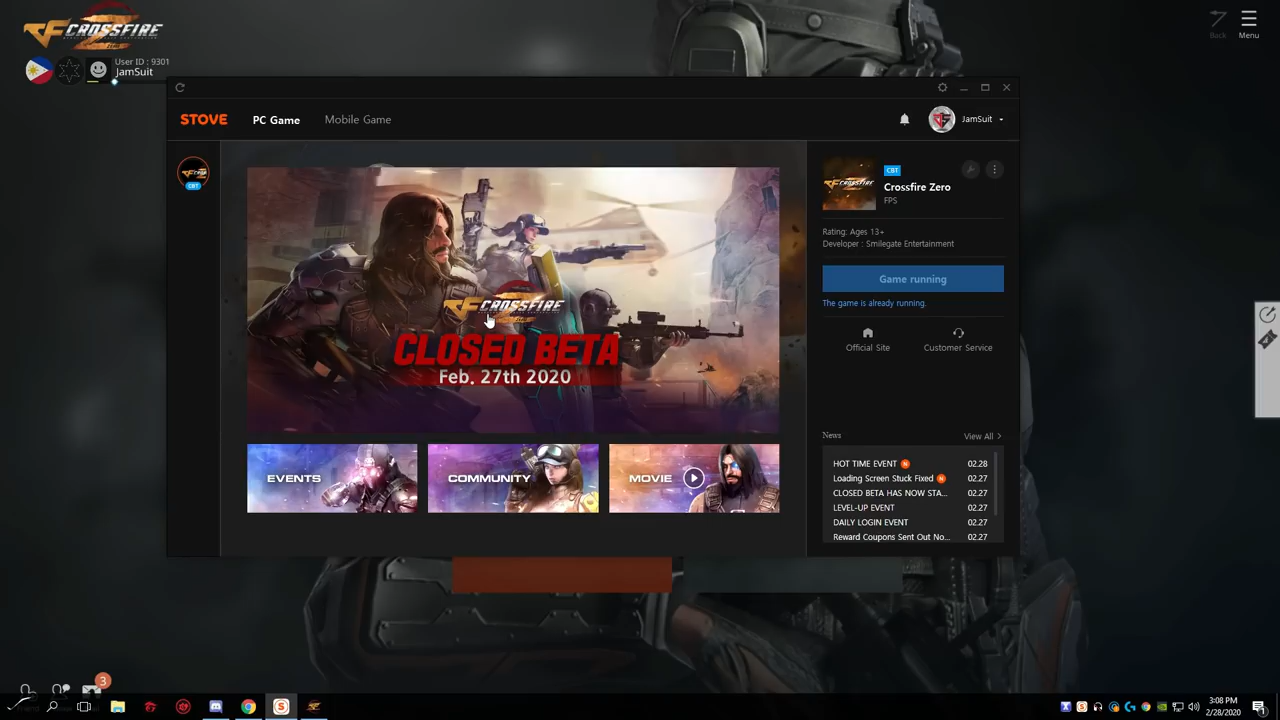 CROSSFIRE
User ID : 9301
JamSuit
Back
Menu
STOVE
PC Game
Mobile Game
JamSuit
CBT
CROSSFIRE
CLOSED BETA
Feb. 27th 2020
EVENTS
COMMUNITY
MOVIE
CROSSFIRE
CBT
Crossfire Zero
FPS
Rating: Ages 13+
Developer : Smilegate Entertainment
Game running
The game is already running.
Official Site
Customer Service
News
View All >
HOT TIME EVENT N 02.28
Loading Screen Stuck Fixed N 02.27
CLOSED BETA HAS NOW STA... 02.27
LEVEL-UP EVENT 02.27
DAILY LOGIN EVENT 02.27
Reward Coupons Sent Out No... 02.27
3
3:08 PM
2/28/2020
1